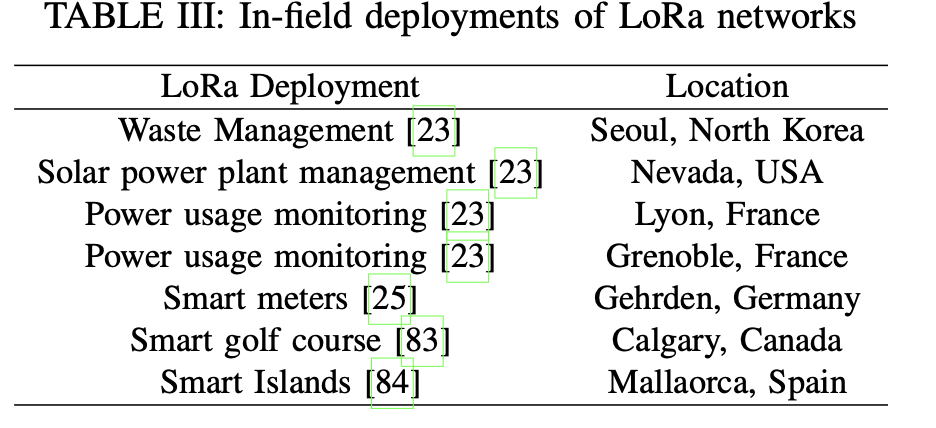 TABLE III: In-field deployments of LoRa networks
LoRa Deployment Location
Waste Management [23] Seoul, North Korea
Solar power plant management [23] Nevada, USA
Power usage monitoring [23] Lyon, France
Power usage monitoring [23] Grenoble, France
Smart meters [25] Gehrden, Germany
Smart golf course [83] Calgary, Canada
Smart Islands [84] Mallaorca, Spain